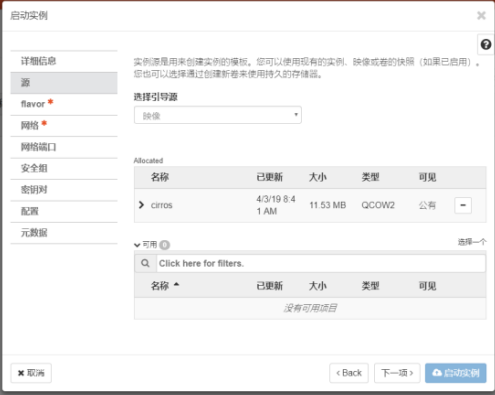 启动实例
详细信息
源
flavor *
网络 *
网络端口
安全组
密钥对
配置
元数据
实例源是用来创建实例的模板。您可以使用现有的实例、映像或卷的快照（如果已启用）。
您也可以选择通过创建新卷来使用持久的存储器。
选择引导源
映像
Allocated
名称 已更新 大小 类型 可见
cirros 4/3/19 8:4
1 AM 11.53 MB QCOW2 公有
可用 0 选择一个
Click here for filters.
名称 已更新 大小 类型 可见
没有可用项目
取消 Back 下一项 启动实例